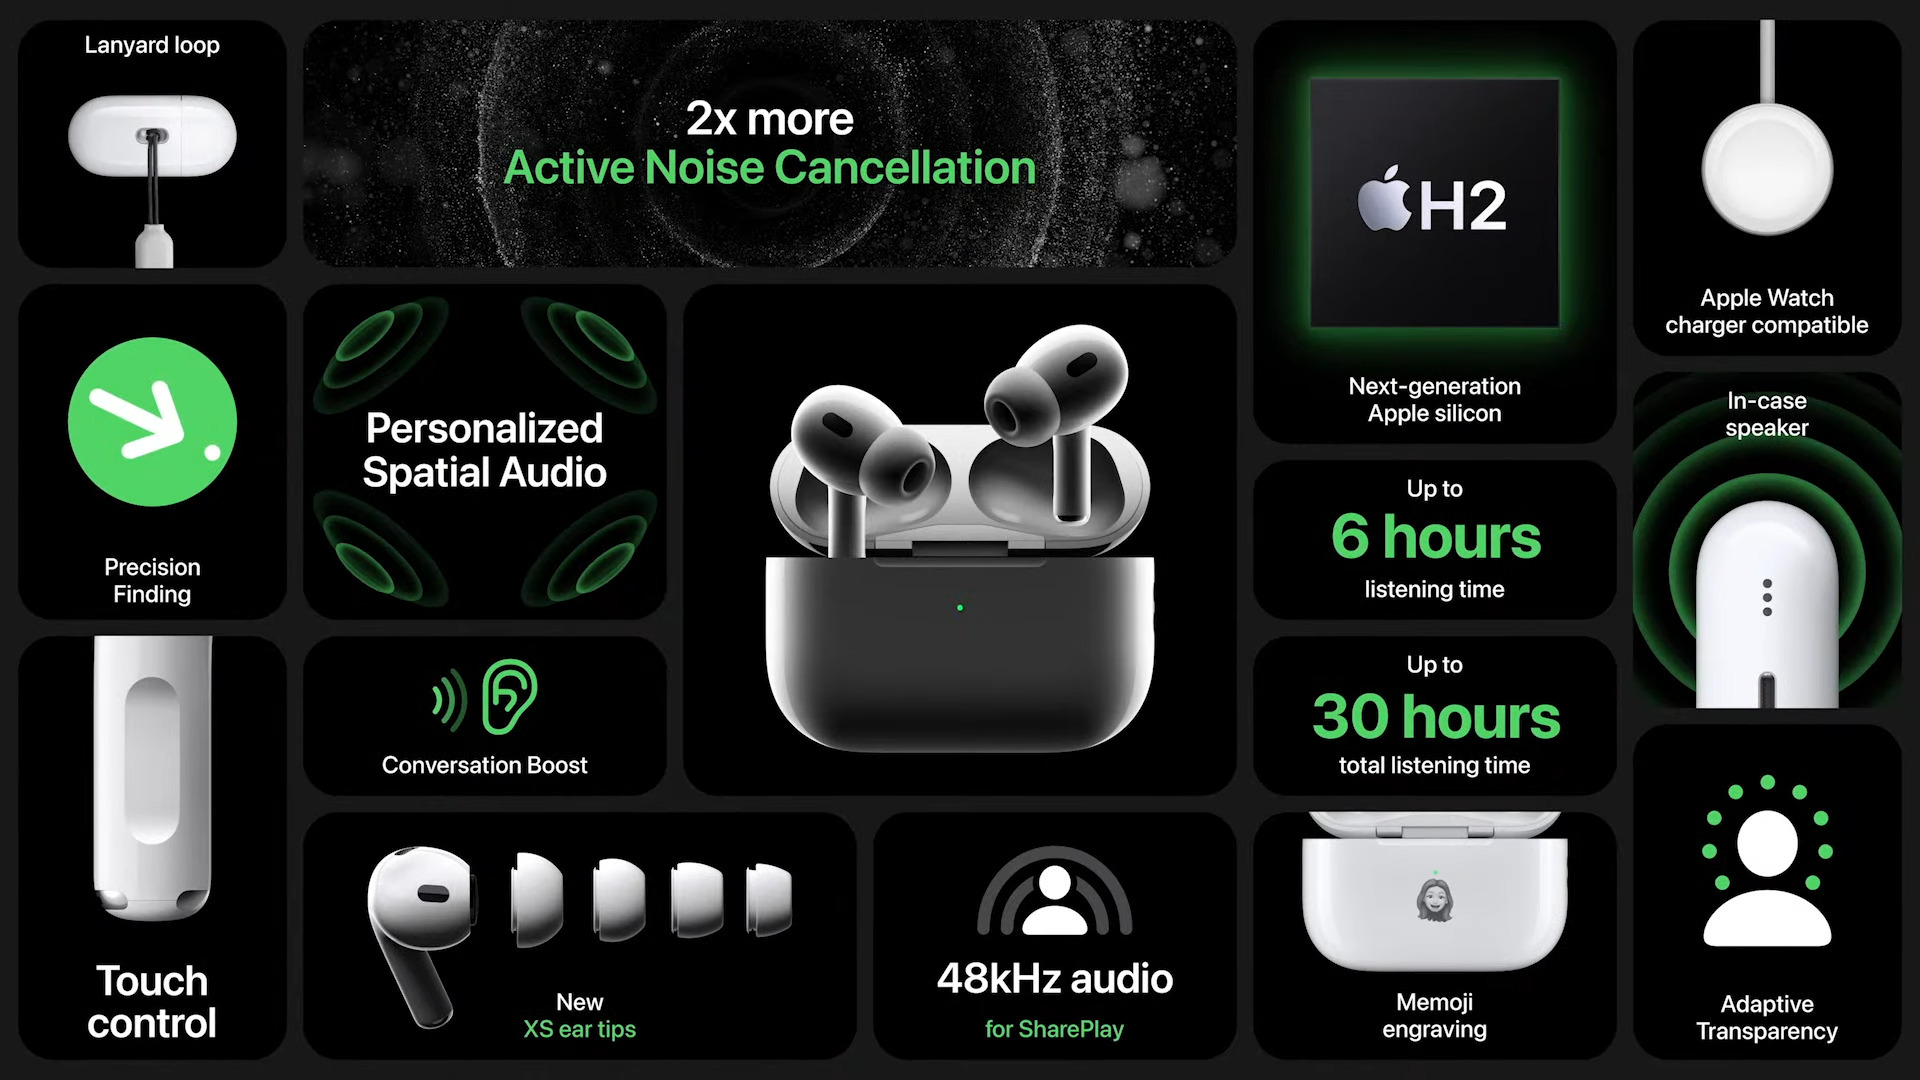 Lanyard loop
2x more
Active Noise Cancellation
H2
Next-generation
Apple silicon
Apple Watch
charger compatible
Precision
Finding
Personalized
Spatial Audio
In-case
speaker
Up to
6 hours
listening time
Up to
30 hours
total listening time
Touch
control
Conversation Boost
New
XS ear tips
48kHz audio
for SharePlay
Memoji
engraving
Adaptive
Transparency